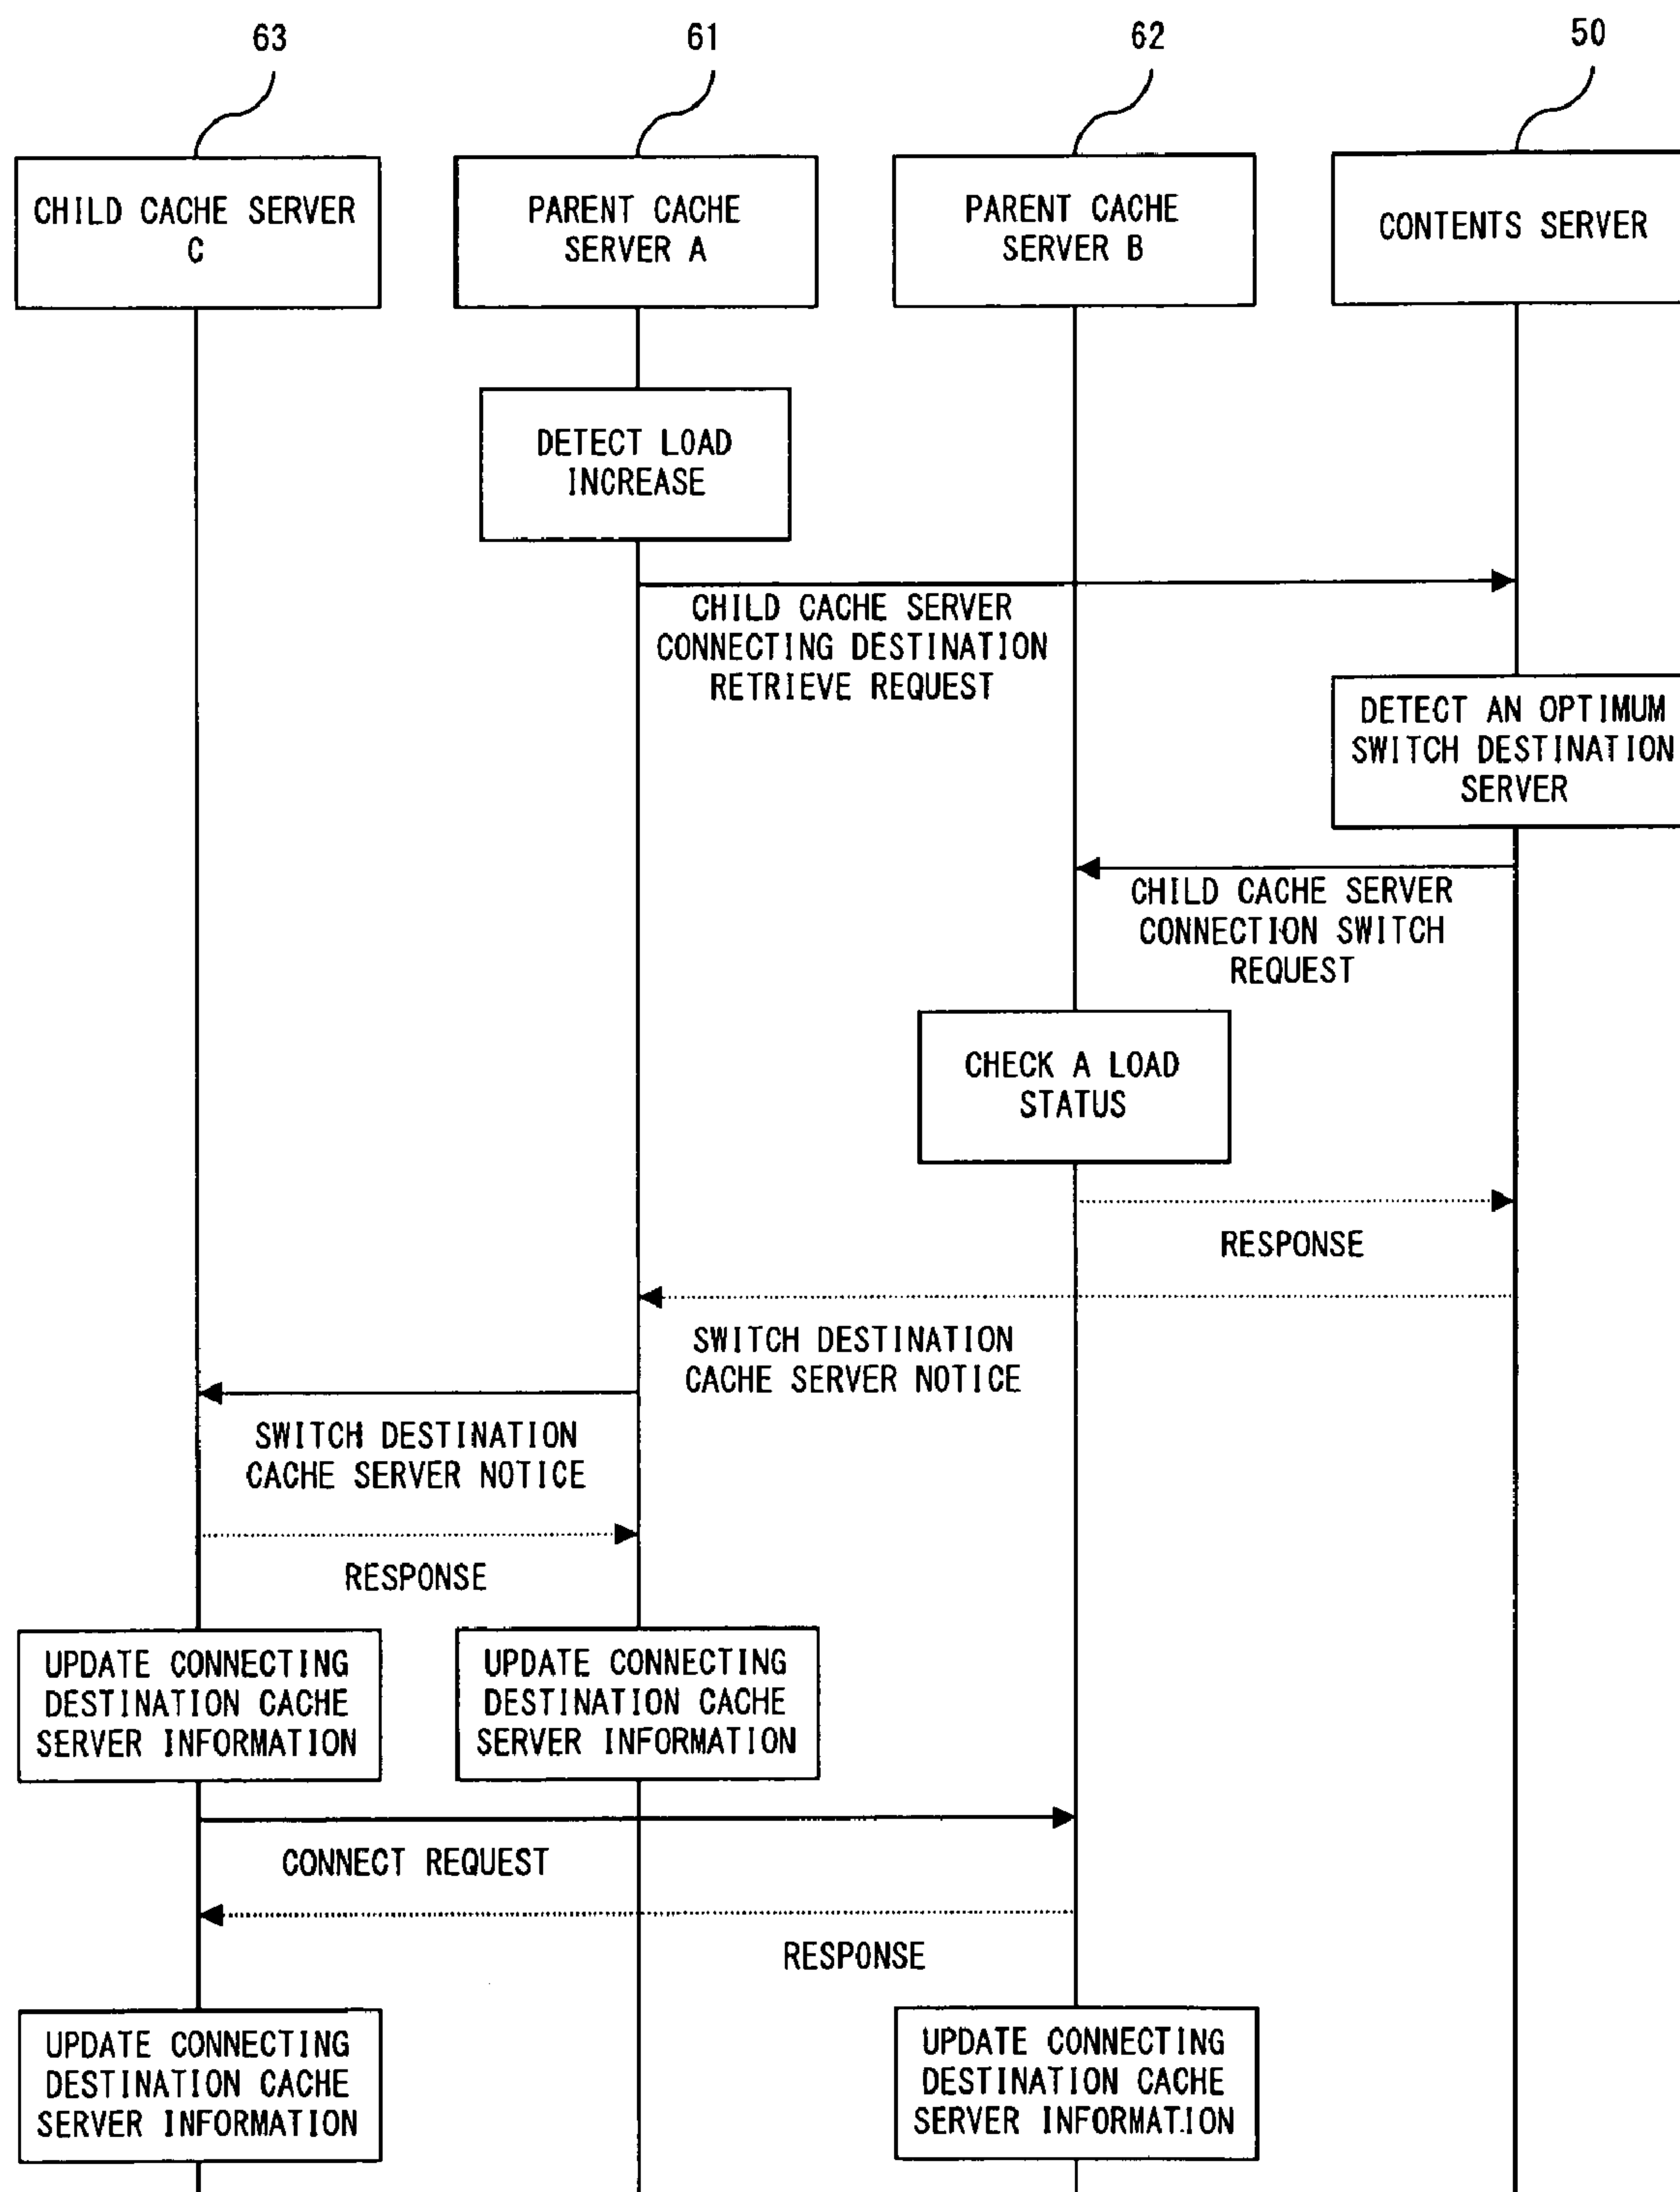 63
61
62
50
CHILD CACHE SERVER
C
PARENT CACHE
SERVER A
PARENT CACHE
SERVER B
CONTENTS SERVER
DETECT LOAD
INCREASE
CHILD CACHE SERVER
CONNECTING DESTINATION
RETRIEVE REQUEST
DETECT AN OPTIMUM
SWITCH DESTINATION
SERVER
CHILD CACHE SERVER
CONNECTION SWITCH
REQUEST
CHECK A LOAD
STATUS
RESPONSE
SWITCH DESTINATION
CACHE SERVER NOTICE
SWITCH DESTINATION
CACHE SERVER NOTICE
RESPONSE
UPDATE CONNECTING
DESTINATION CACHE
SERVER INFORMATION
UPDATE CONNECTING
DESTINATION CACHE
SERVER INFORMATION
CONNECT REQUEST
RESPONSE
UPDATE CONNECTING
DESTINATION CACHE
SERVER INFORMATION
UPDATE CONNECTING
DESTINATION CACHE
SERVER INFORMATION